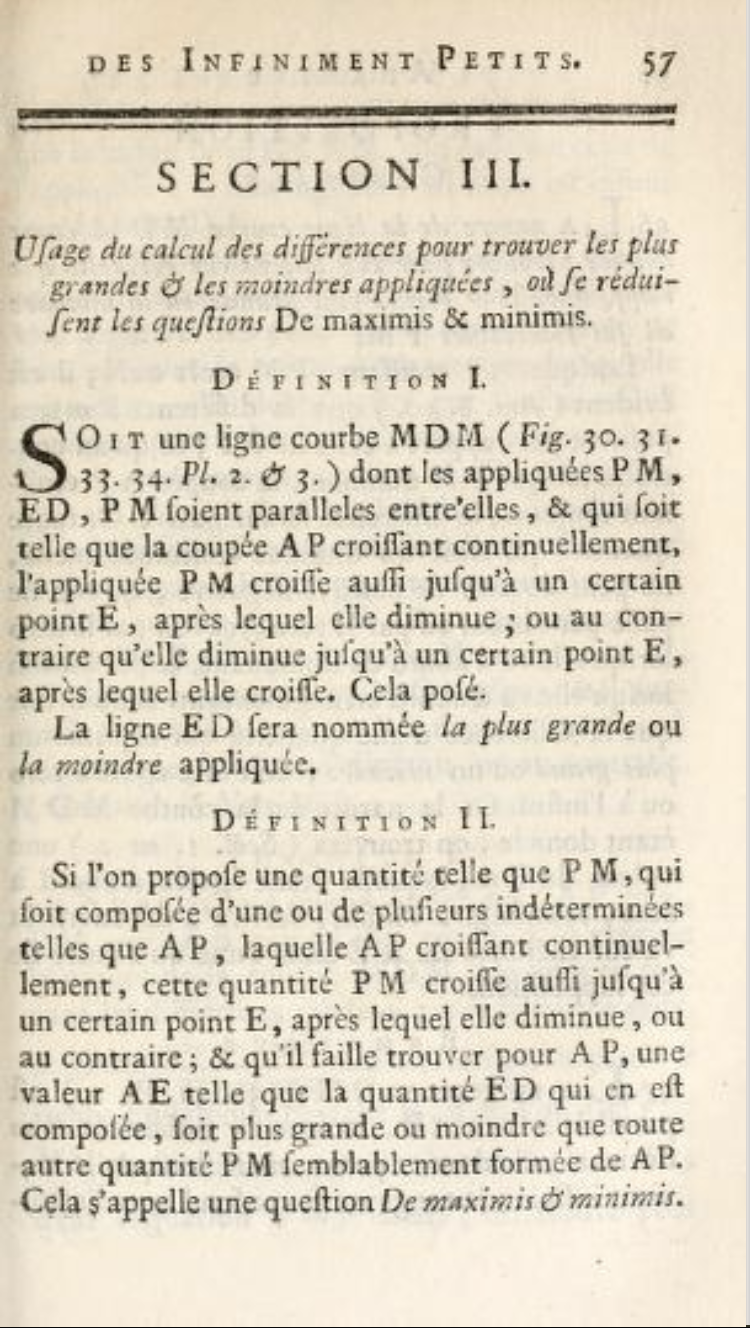 DES INFINIMENT PETITS. 57
SECTION III.
Uſage du calcul des différences pour trouver les plus
grandes & les moindres appliquées, où ſe rédui-
ſent les queſtions De maximis & minimis.
DÉFINITION I.
SOIT une ligne courbe MDM (Fig. 30. 31.
33. 34. Pl. 2. & 3.) dont les appliquées PM,
ED, PM ſoient paralleles entre'elles, & qui ſoit
telle que la coupée AP croiſſant continuellement,
l'appliquée PM croiſſe auſſi juſqu'à un certain
point E, après lequel elle diminue; ou au con-
traire qu'elle diminue juſqu'à un certain point E,
après lequel elle croiſſe. Cela poſé.
La ligne ED ſera nommée la plus grande ou
la moindre appliquée.
DÉFINITION II.
Si l'on propoſe une quantité telle que PM, qui
ſoit compoſée d'une ou de pluſieurs indéterminées
telles que AP, laquelle AP croiſſant continuel-
lement, cette quantité PM croiſſe auſſi juſqu'à
un certain point E, après lequel elle diminue, ou
au contraire; & qu'il faille trouver pour AP, une
valeur AE telle que la quantité ED qui en eſt
compoſée, ſoit plus grande ou moindre que toute
autre quantité PM ſemblablement formée de AP.
Cela s'appelle une queſtion De maximis & minimis.